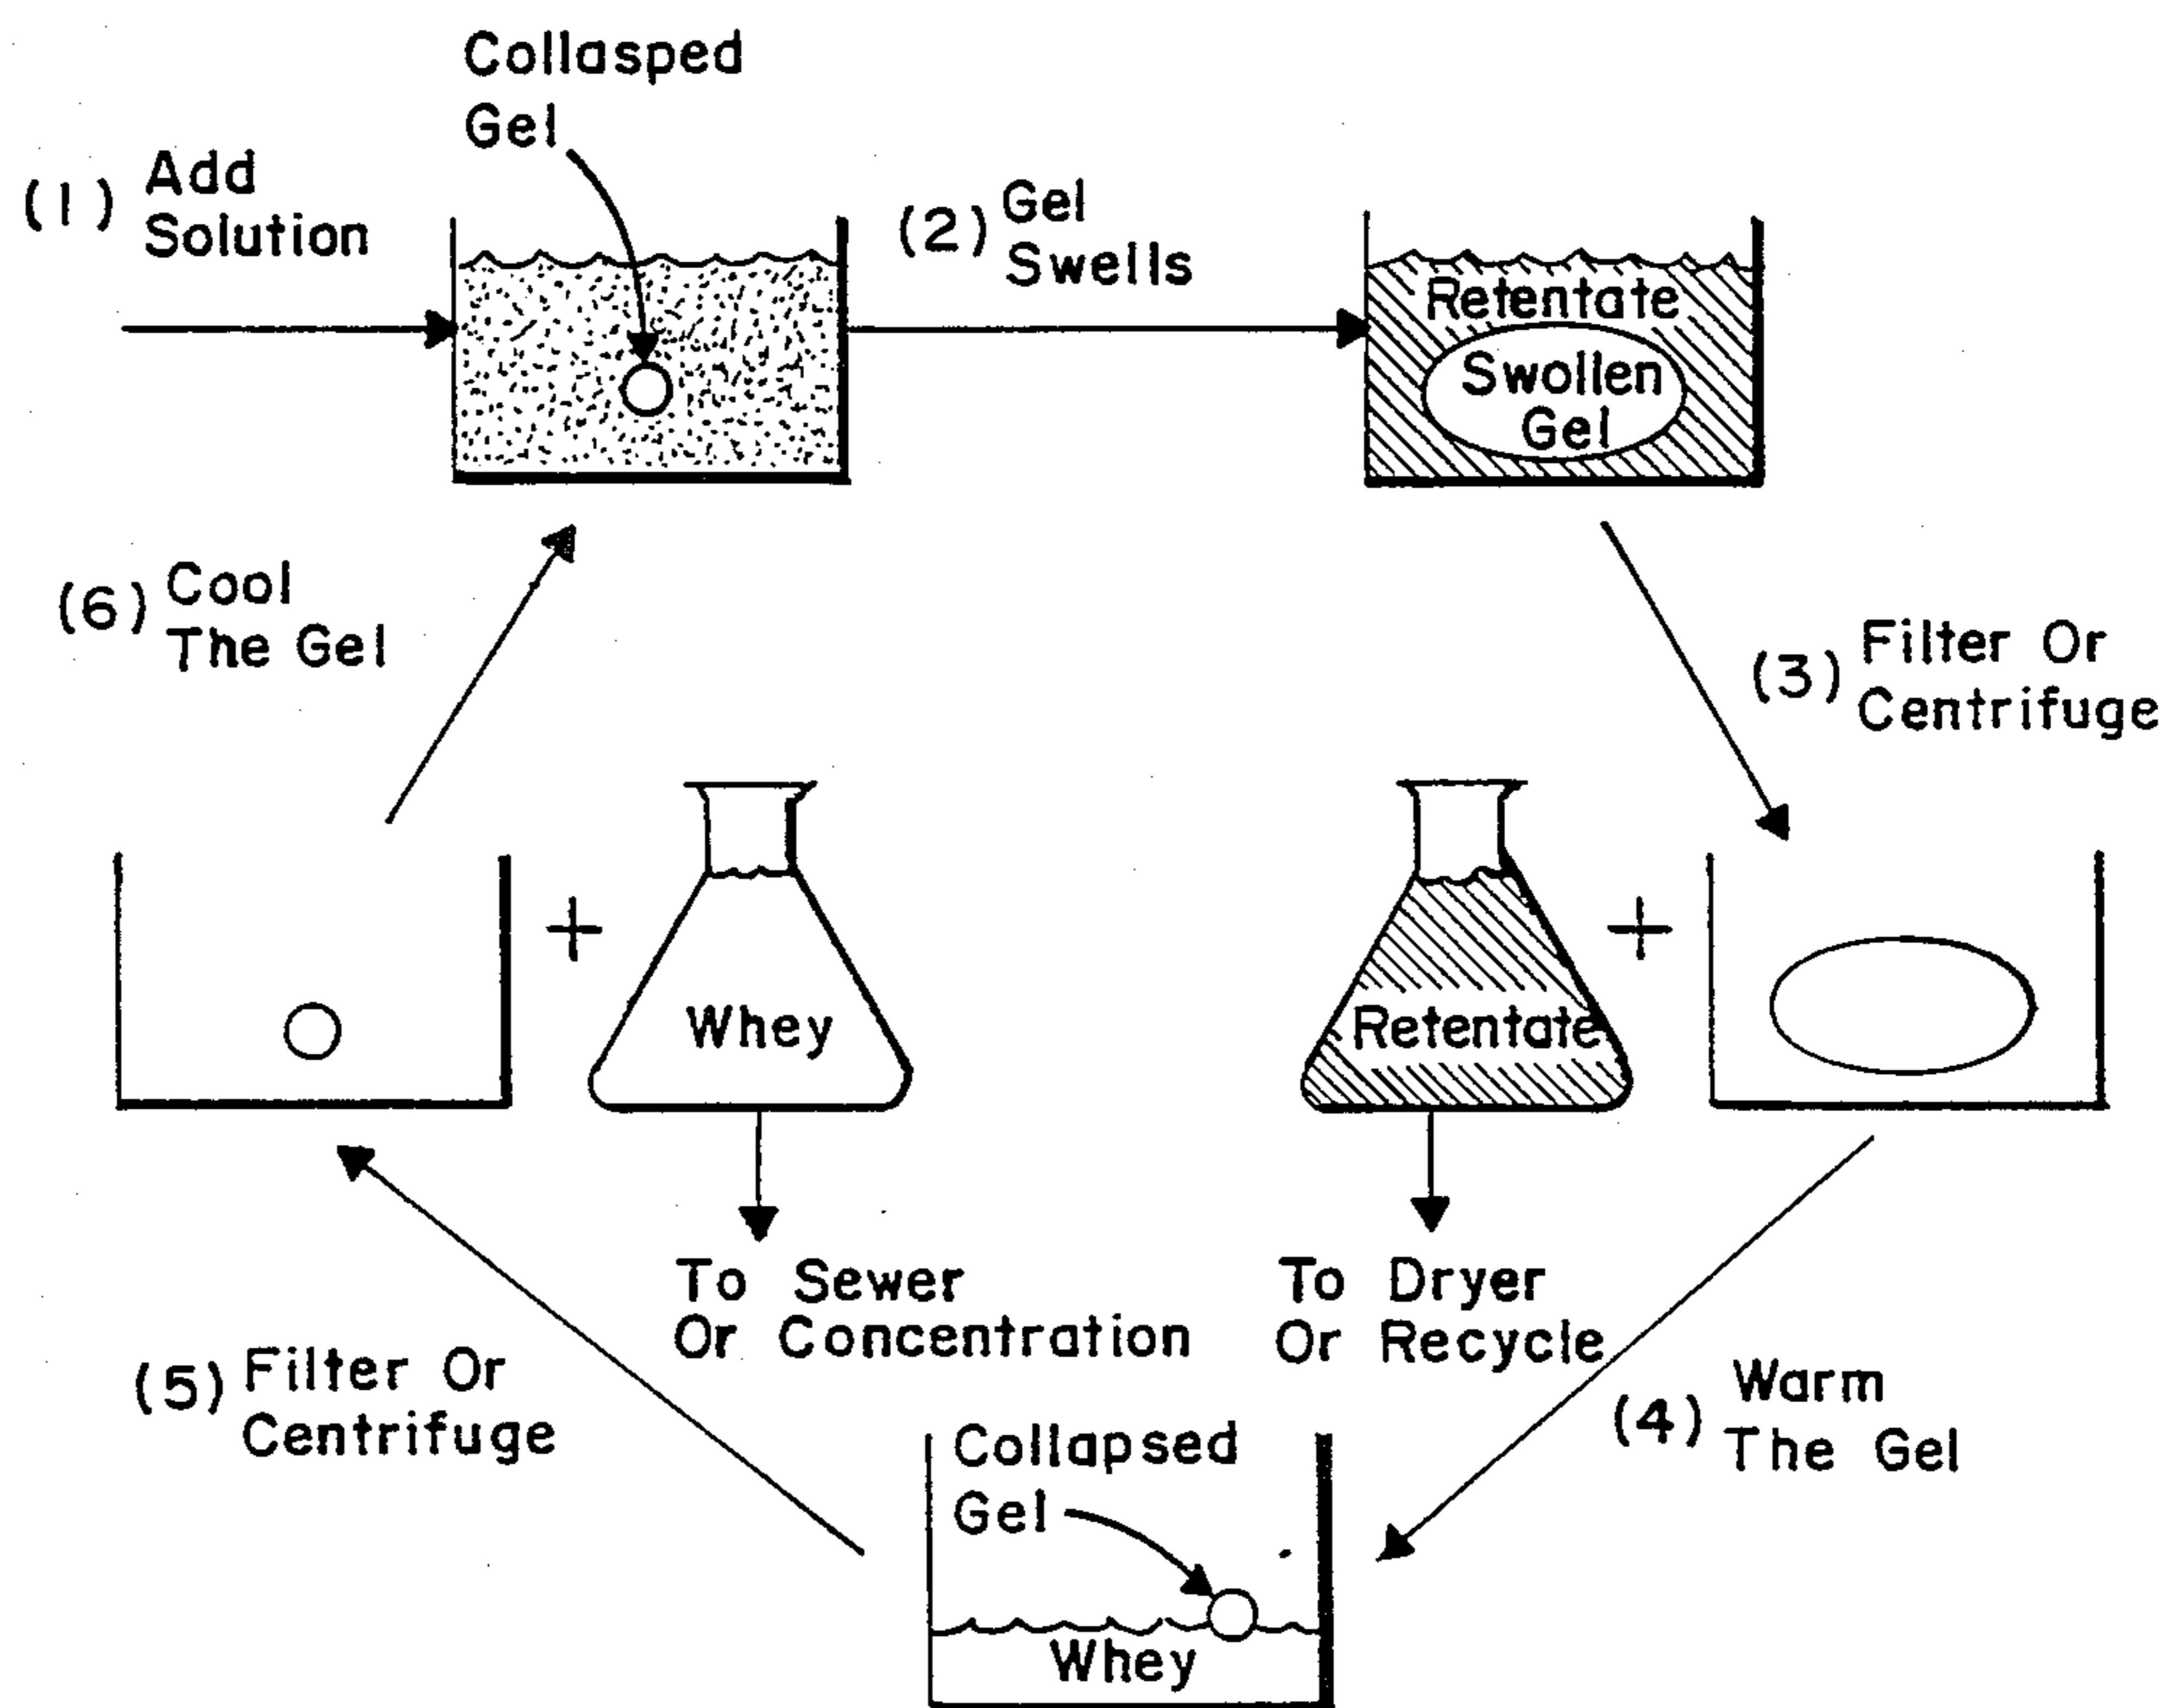 Collasped
Gel
(1) Add
Solution
(2) Gel
Swells
Retentate
Swollen
Gel
(6) Cool
The Gel
(3) Filter Or
Centrifuge
Whey
Retentate
To Sewer
Or Concentration
To Dryer
Or Recycle
(5) Filter Or
Centrifuge
(4) Warm
The Gel
Collapsed
Gel
Whey